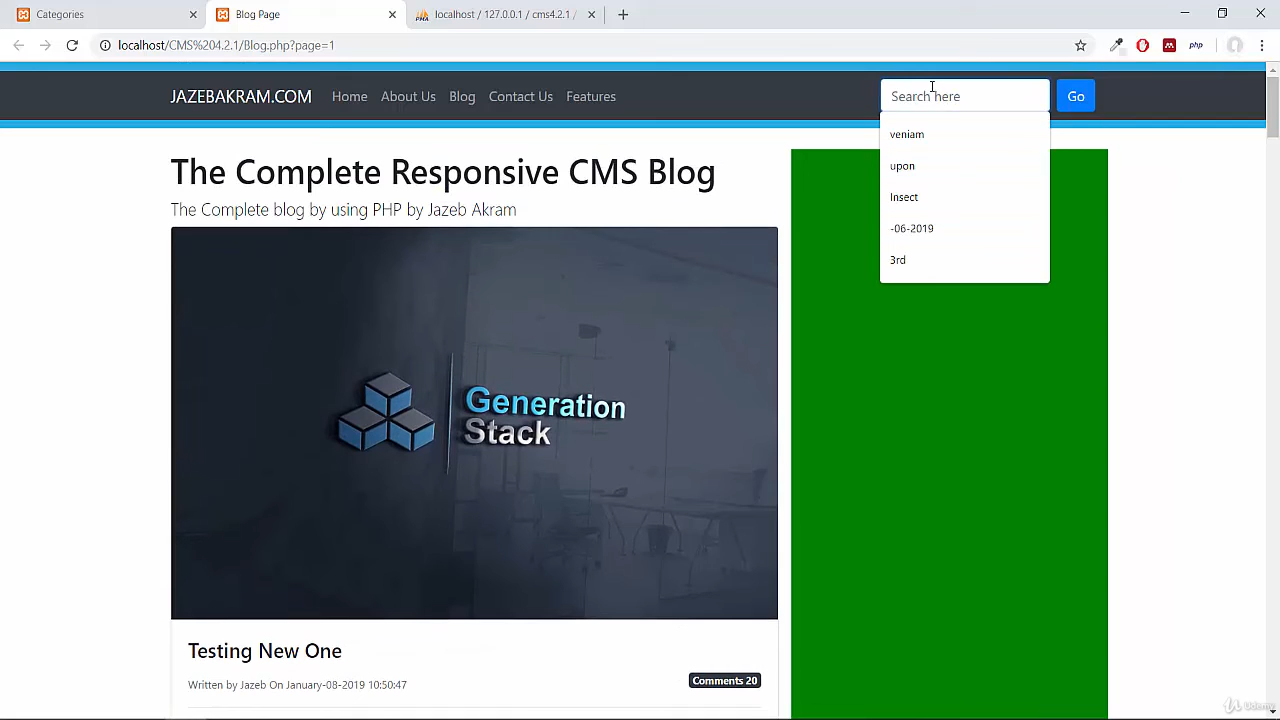 Categories
Blog Page
localhost / 127.0.0.1 / cms4.2.1 /
localhost/CMS%204.2.1/Blog.php?page=1
php
JAZEBAKRAM.COM Home About Us Blog Contact Us Features
Search here
Go
veniam
upon
Insect
-06-2019
3rd
The Complete Responsive CMS Blog
The Complete blog by using PHP by Jazeb Akram
Generation
Stack
Testing New One
Written by Jazeb On January-08-2019 10:50:47
Comments 20
Udemy